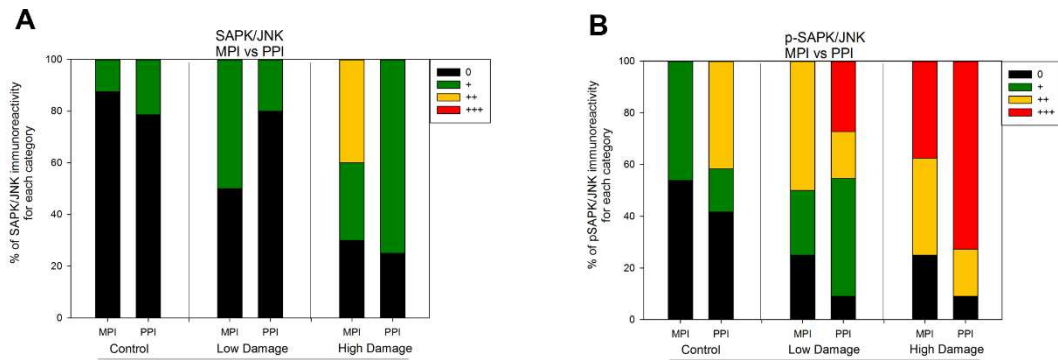 A
SAPK/JNK
MPI vs PPI
% of SAPK/JNK immunoreactivity
for each category
100
80
60
40
20
0
0
+
++
+++
MPI PPI MPI PPI MPI PPI
Control Low Damage High Damage
B
p-SAPK/JNK
MPI vs PPI
% of pSAPK/JNK immunoreactivity
for each category
100
80
60
40
20
0
0
+
++
+++
MPI PPI MPI PPI MPI PPI
Control Low Damage High Damage